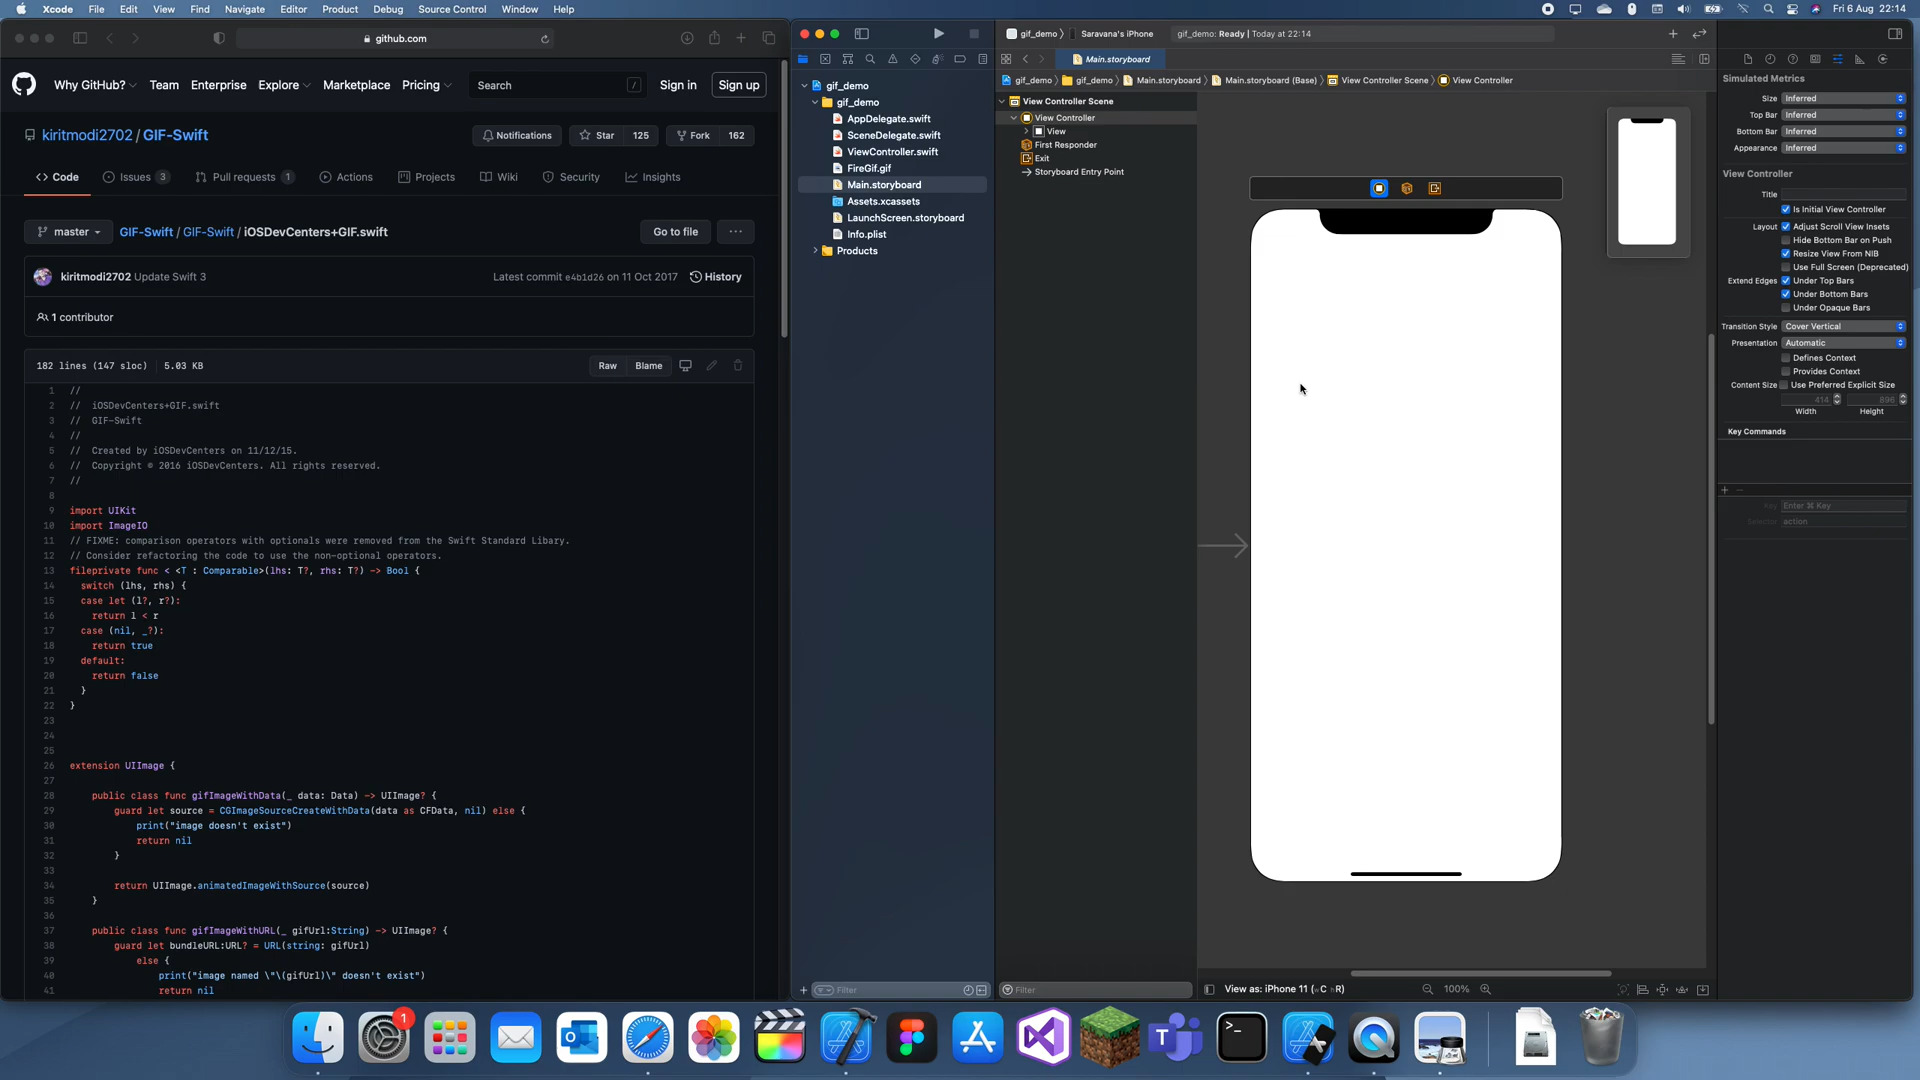 Xcode File Edit View Find Navigate Editor Product Debug Source Control Window Help
Fri 6 Aug 22:14
github.com
Why GitHub? Team Enterprise Explore Marketplace Pricing
Search /
Sign in Sign up
kiritmodi2702 / GIF-Swift
Notifications Star 125 Fork 162
<> Code Issues 3 Pull requests 1 Actions Projects Wiki Security Insights
master GIF-Swift / GIF-Swift / iOSDevCenters+GIF.swift
Go to file ...
kiritmodi2702 Update Swift 3
Latest commit e4b1d26 on 11 Oct 2017 History
1 contributor
182 lines (147 sloc) 5.03 KB
Raw Blame
1 //
2 //  iOSDevCenters+GIF.swift
3 //  GIF-Swift
4 //
5 //  Created by iOSDevCenters on 11/12/15.
6 //  Copyright © 2016 iOSDevCenters. All rights reserved.
7 //
8
9 import UIKit
10 import ImageIO
11 // FIXME: comparison operators with optionals were removed from the Swift Standard Libary.
12 // Consider refactoring the code to use the non-optional operators.
13 fileprivate func < <T : Comparable>(lhs: T?, rhs: T?) -> Bool {
14 switch (lhs, rhs) {
15 case let (l?, r?):
16 return l < r
17 case (nil, _?):
18 return true
19 default:
20 return false
21 }
22 }
23
24
25
26 extension UIImage {
27
28 public class func gifImageWithData(_ data: Data) -> UIImage? {
29 guard let source = CGImageSourceCreateWithData(data as CFData, nil) else {
30 print("image doesn't exist")
31 return nil
32 }
33
34 return UIImage.animatedImageWithSource(source)
35 }
36
37 public class func gifImageWithURL(_ gifUrl:String) -> UIImage? {
38 guard let bundleURL:URL? = URL(string: gifUrl)
39 else {
40 print("image named \"\(gifUrl)\" doesn't exist")
41 return nil
gif_demo
gif_demo
AppDelegate.swift
SceneDelegate.swift
ViewController.swift
FireGif.gif
Main.storyboard
Assets.xcassets
LaunchScreen.storyboard
Info.plist
Products
Filter
gif_demo Saravana's iPhone
gif_demo: Ready | Today at 22:14
Main.storyboard
gif_demo gif_demo Main.storyboard Main.storyboard (Base) View Controller Scene View Controller
View Controller Scene
View Controller
View
First Responder
Exit
Storyboard Entry Point
Filter
View as: iPhone 11 (wC hR)
100%
Simulated Metrics
Size Inferred
Top Bar Inferred
Bottom Bar Inferred
Appearance Inferred
View Controller
Title
Is Initial View Controller
Layout Adjust Scroll View Insets
Hide Bottom Bar on Push
Resize View From NIB
Use Full Screen (Deprecated)
Extend Edges Under Top Bars
Under Bottom Bars
Under Opaque Bars
Transition Style Cover Vertical
Presentation Automatic
Defines Context
Provides Context
Content Size Use Preferred Explicit Size
414 896
Width Height
Key Commands
Key Enter ⌘ Key
Selector action
1